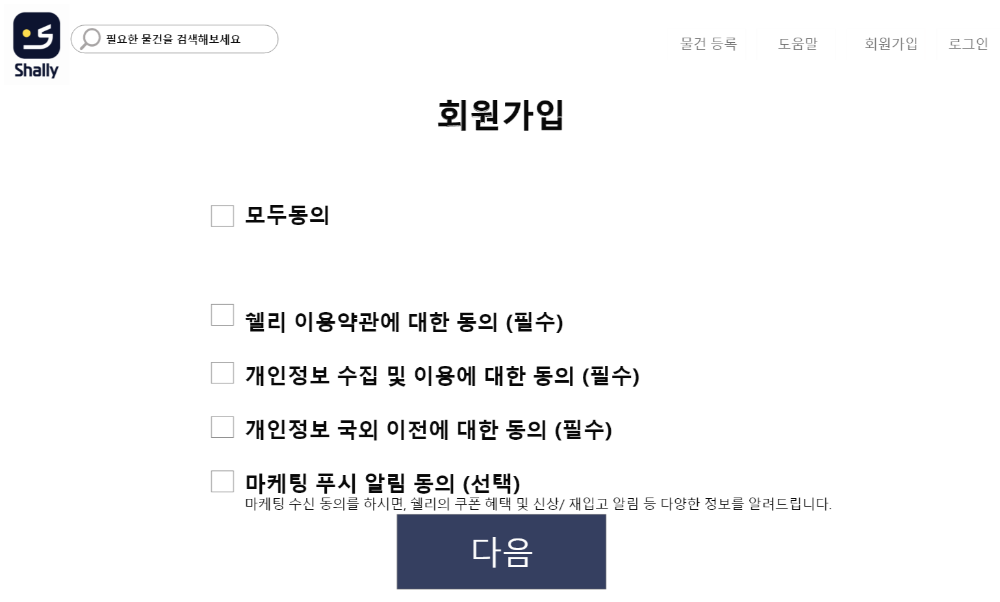 Shally
필요한 물건을 검색해보세요
물건 등록
도움말
회원가입
로그인
회원가입
모두동의
쉘리 이용약관에 대한 동의 (필수)
개인정보 수집 및 이용에 대한 동의 (필수)
개인정보 국외 이전에 대한 동의 (필수)
마케팅 푸시 알림 동의 (선택)
마케팅 수신 동의를 하시면, 쉘리의 쿠폰 혜택 및 신상/ 재입고 알림 등 다양한 정보를 알려드립니다.
다음